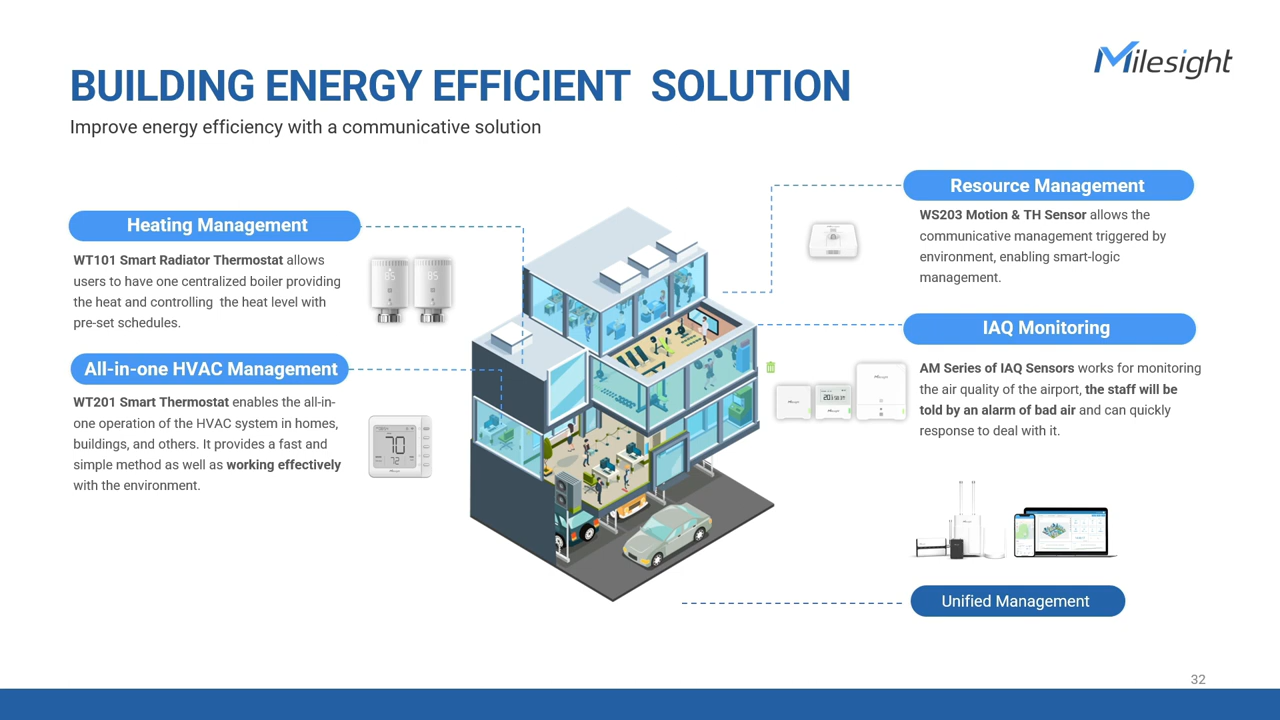 Milesight
BUILDING ENERGY EFFICIENT SOLUTION
Improve energy efficiency with a communicative solution
Heating Management
WT101 Smart Radiator Thermostat allows
users to have one centralized boiler providing
the heat and controlling the heat level with
pre-set schedules.
All-in-one HVAC Management
WT201 Smart Thermostat enables the all-in-
one operation of the HVAC system in homes,
buildings, and others. It provides a fast and
simple method as well as working effectively
with the environment.
85
85
70
72
Resource Management
WS203 Motion & TH Sensor allows the
communicative management triggered by
environment, enabling smart-logic
management.
IAQ Monitoring
AM Series of IAQ Sensors works for monitoring
the air quality of the airport, the staff will be
told by an alarm of bad air and can quickly
response to deal with it.
Unified Management
32